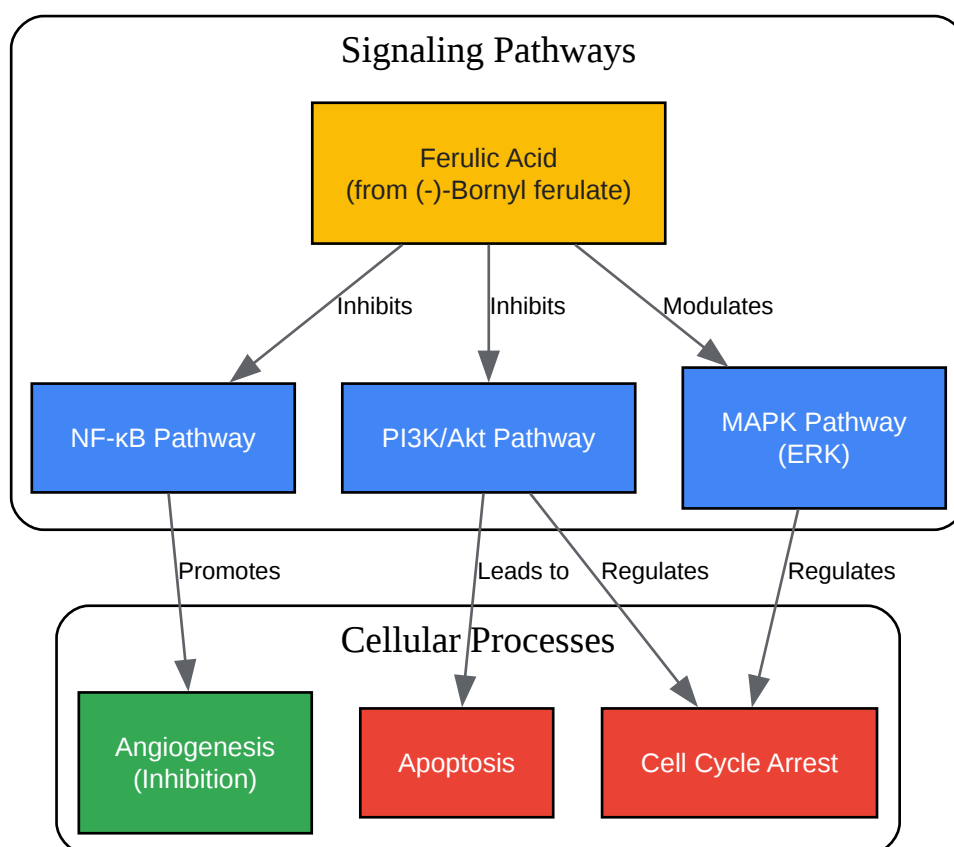 Signaling Pathways
Ferulic Acid
(from (-)-Bornyl ferulate)
Inhibits
Inhibits
Modulates
NF-κB Pathway
PI3K/Akt Pathway
MAPK Pathway
(ERK)
Promotes
Leads to
Regulates
Regulates
Cellular Processes
Angiogenesis
(Inhibition)
Apoptosis
Cell Cycle Arrest